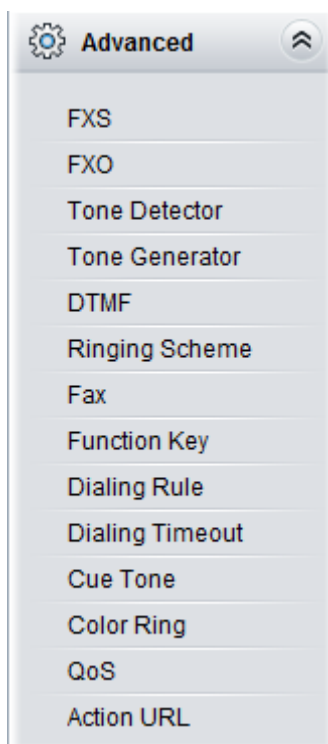 Advanced
FXS
FXO
Tone Detector
Tone Generator
DTMF
Ringing Scheme
Fax
Function Key
Dialing Rule
Dialing Timeout
Cue Tone
Color Ring
QoS
Action URL